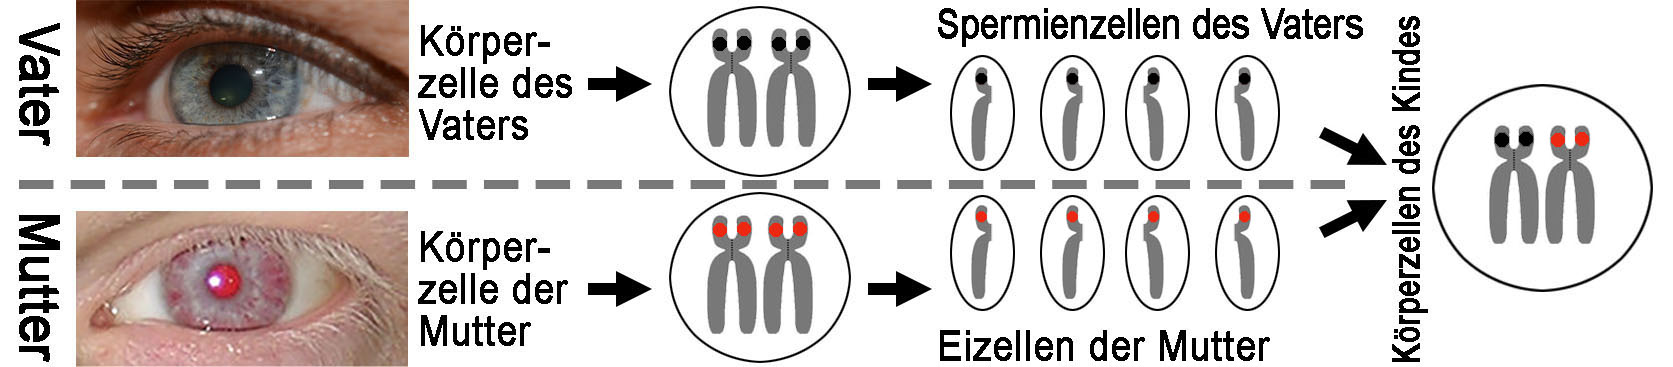 Vater
Körper-
zelle des
Vaters
Spermienzellen des Vaters
Mutter
Körper-
zelle der
Mutter
Eizellen der Mutter
Körperzellen des Kindes